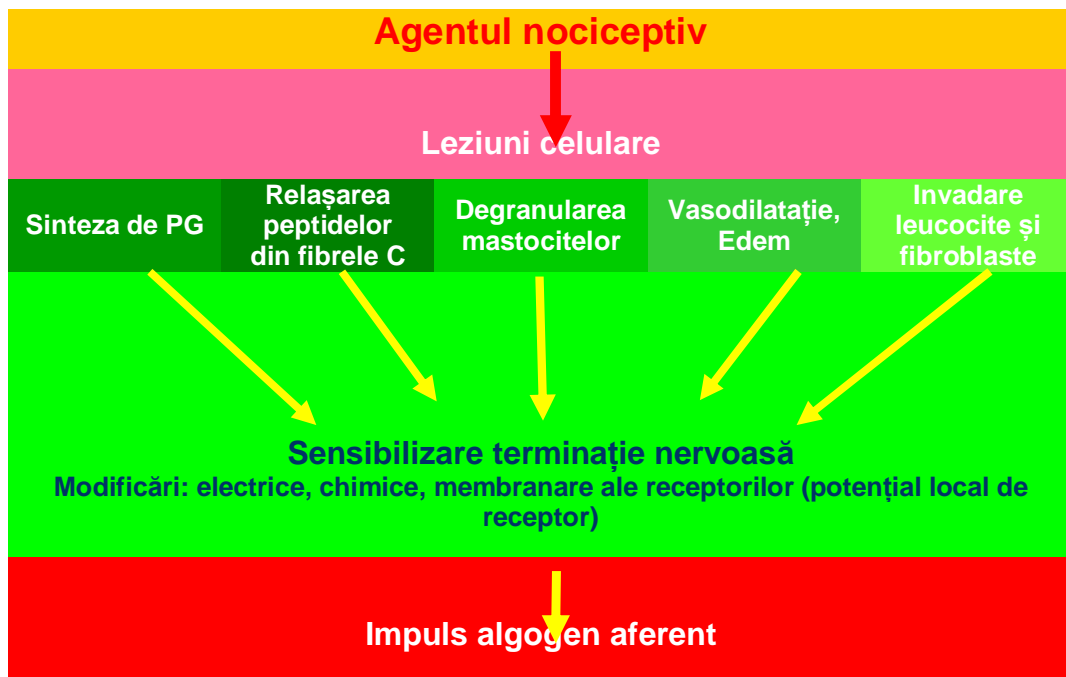 Agentul nociceptiv
Leziuni celulare
Sinteza de PG
Relașarea
peptidelor
din fibrele C
Degranularea
mastocitelor
Vasodilatație,
Edem
Invadare
leucocite și
fibroblaste
Sensibilizare terminație nervoasă
Modificări: electrice, chimice, membranare ale receptorilor (potențial local de
receptor)
Impuls algogen aferent